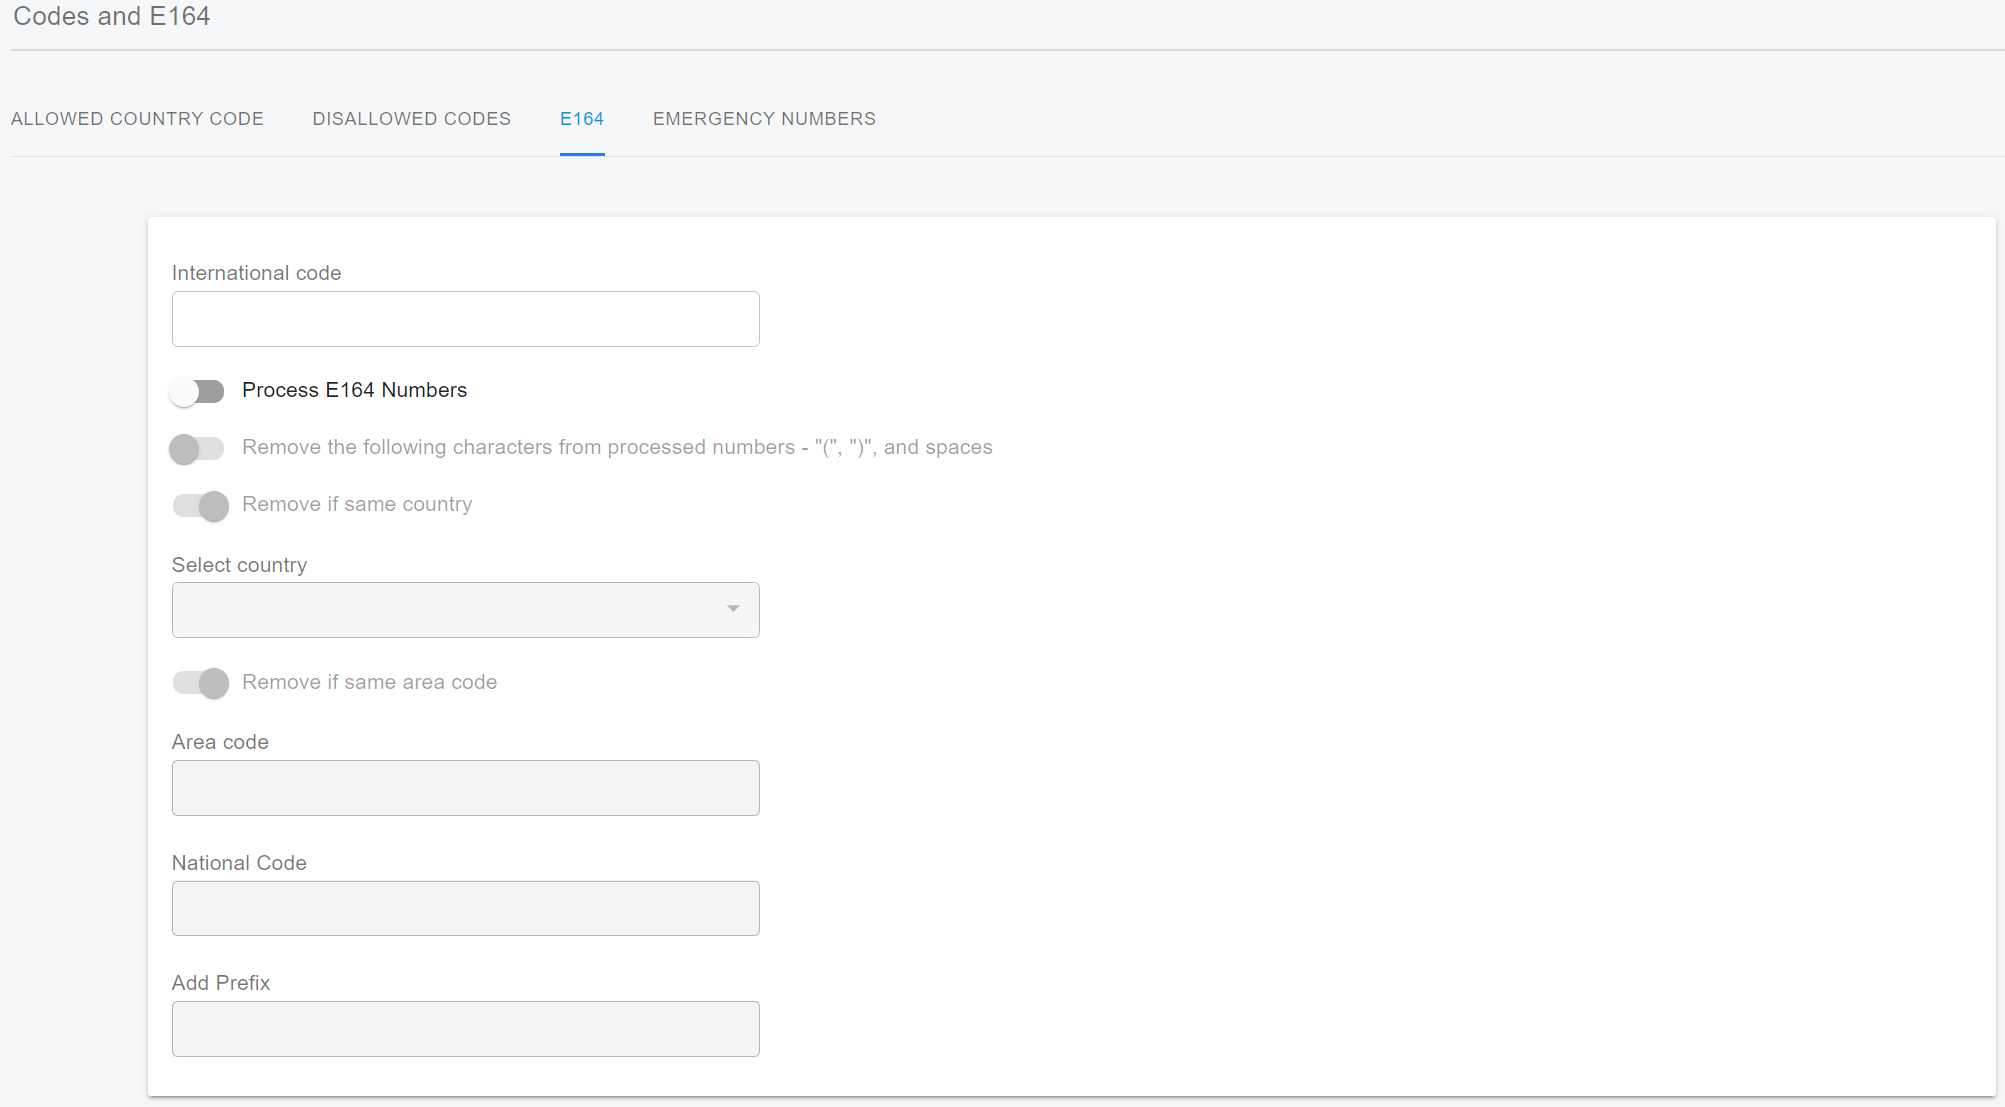 Codes and E164
ALLOWED COUNTRY CODE DISALLOWED CODES E164 EMERGENCY NUMBERS
International code
Process E164 Numbers
Remove the following characters from processed numbers - "(", ")", and spaces
Remove if same country
Select country
Remove if same area code
Area code
National Code
Add Prefix